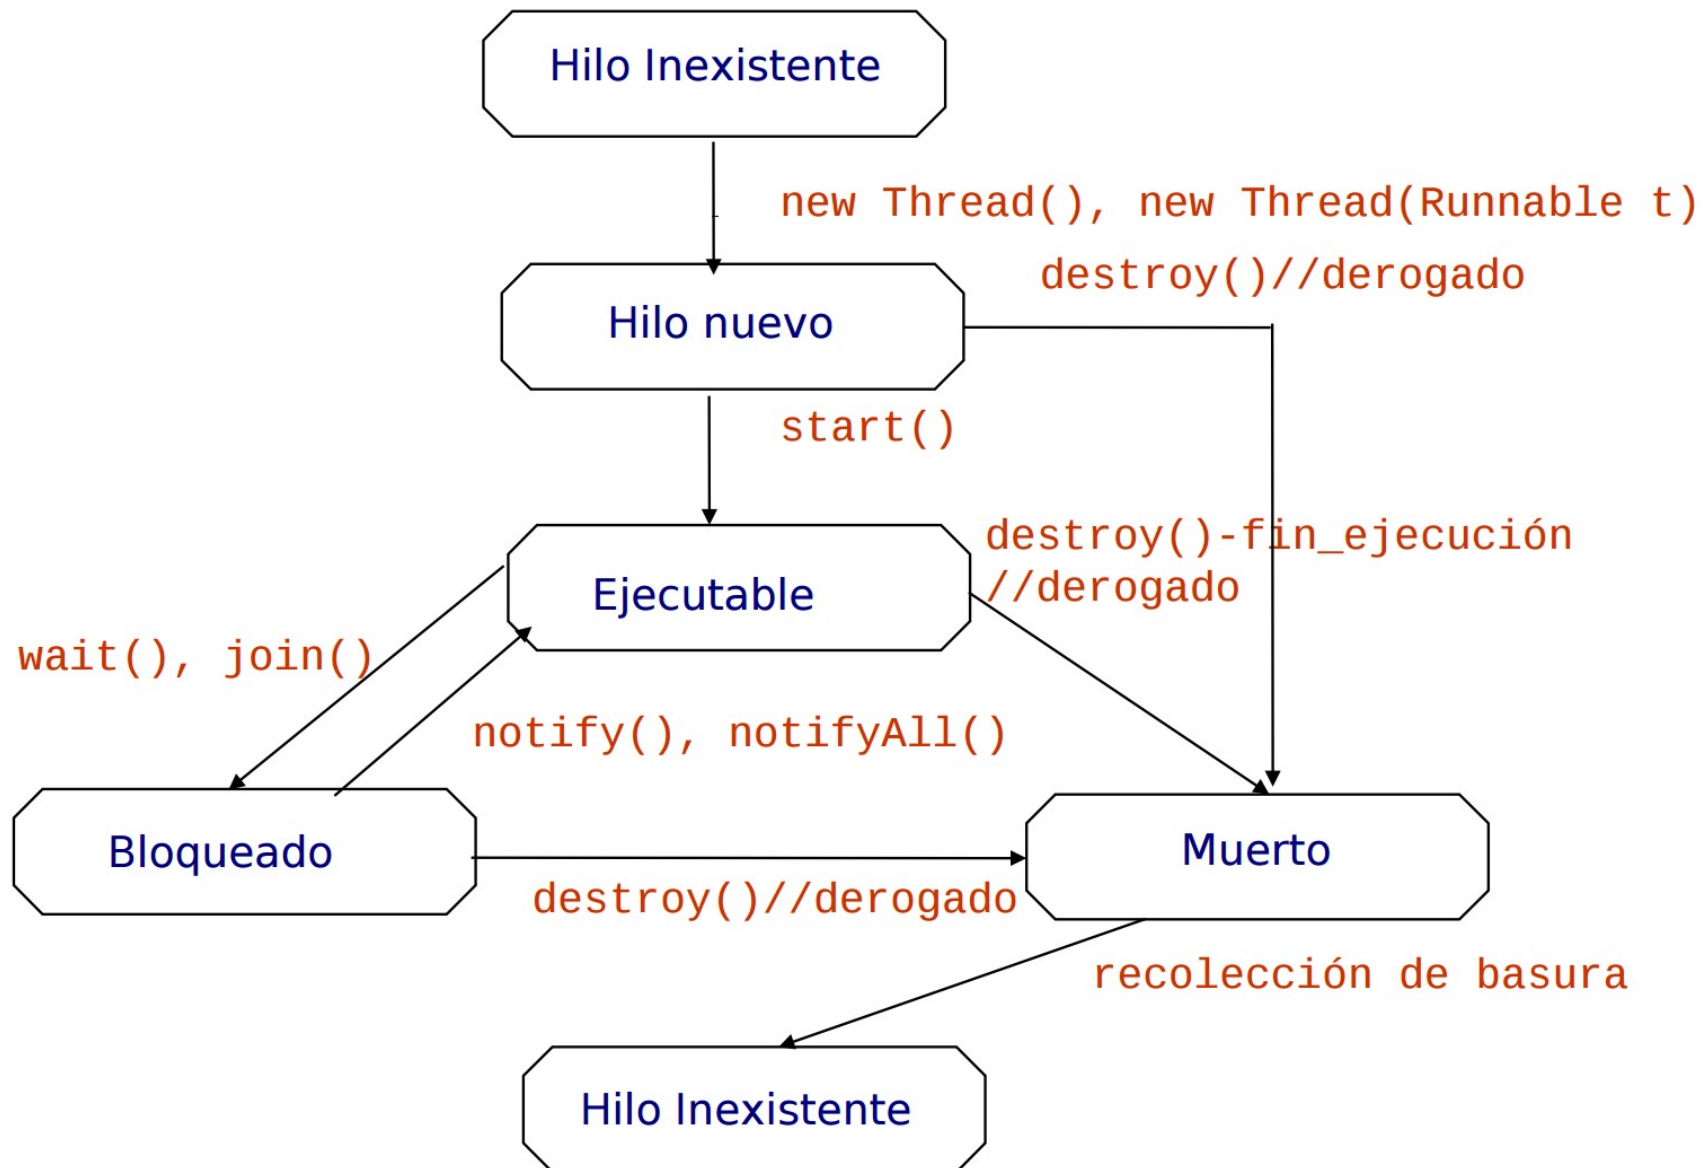 Hilo Inexistente
new Thread(), new Thread(Runnable t)
destroy()//derogado
Hilo nuevo
start()
destroy()-fin_ejecución
//derogado
Ejecutable
wait(), join()
notify(), notifyAll()
Bloqueado
Muerto
destroy()//derogado
recolección de basura
Hilo Inexistente